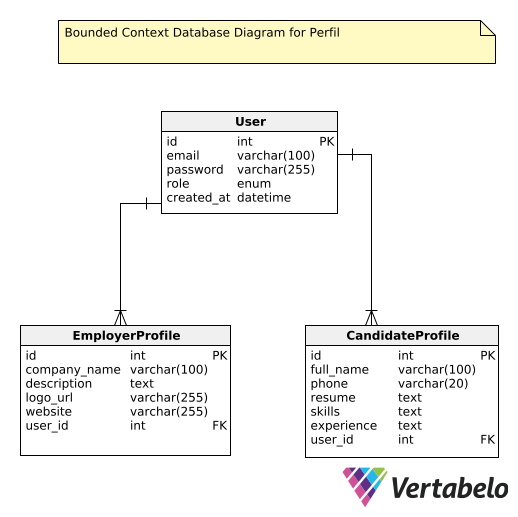 Bounded Context Database Diagram for Perfil
User
id int PK
email varchar(100)
password varchar(255)
role enum
created_at datetime
EmployerProfile
id int PK
company_name varchar(100)
description text
logo_url varchar(255)
website varchar(255)
user_id int FK
CandidateProfile
id int PK
full_name varchar(100)
phone varchar(20)
resume text
skills text
experience text
user_id int FK
Vertabelo